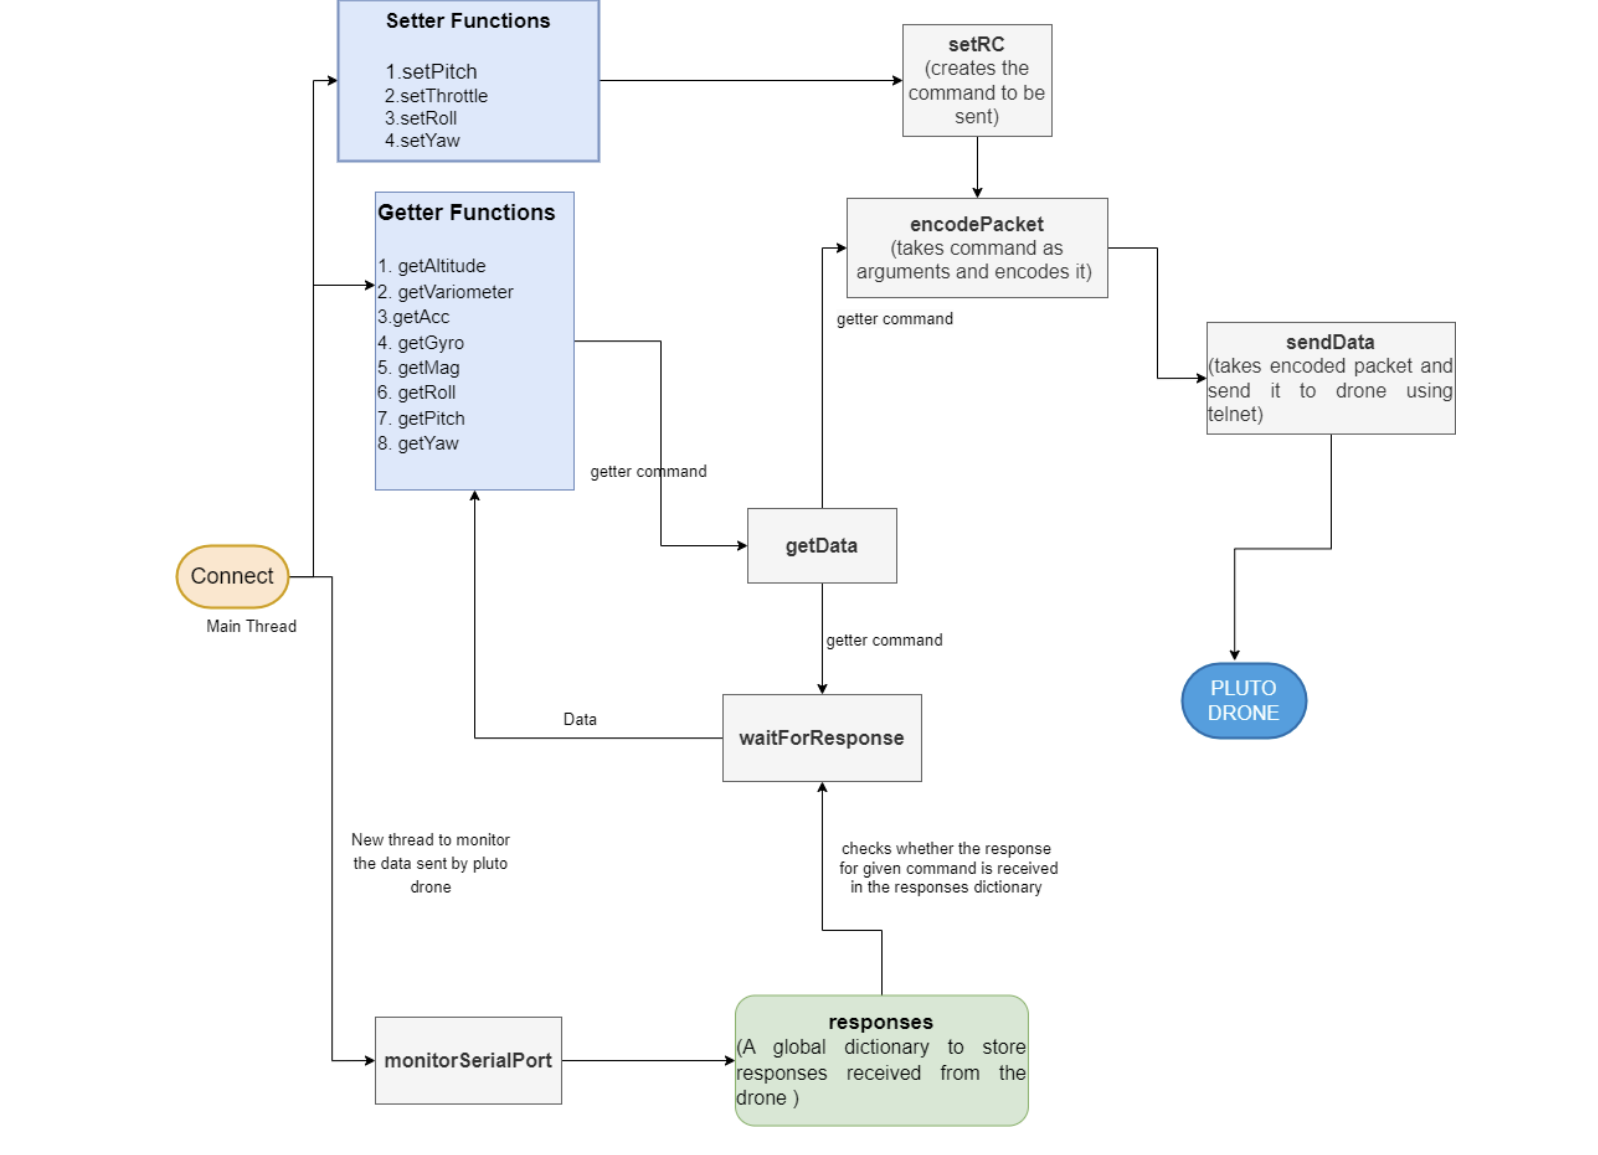 Setter Functions
1.setPitch
2.setThrottle
3.setRoll
4.setYaw
setRC
(creates the
command to be
sent)
Getter Functions
1. getAltitude
2. getVariometer
3.getAcc
4. getGyro
5. getMag
6. getRoll
7. getPitch
8. getYaw
encodePacket
(takes command as
arguments and encodes it)
getter command
sendData
(takes encoded packet and
send it to drone using
telnet)
getter command
getData
Connect
Main Thread
getter command
PLUTO
DRONE
Data
waitForResponse
New thread to monitor
the data sent by pluto
drone
checks whether the response
for given command is received
in the responses dictionary
monitorSerialPort
responses
(A global dictionary to store
responses received from the
drone )